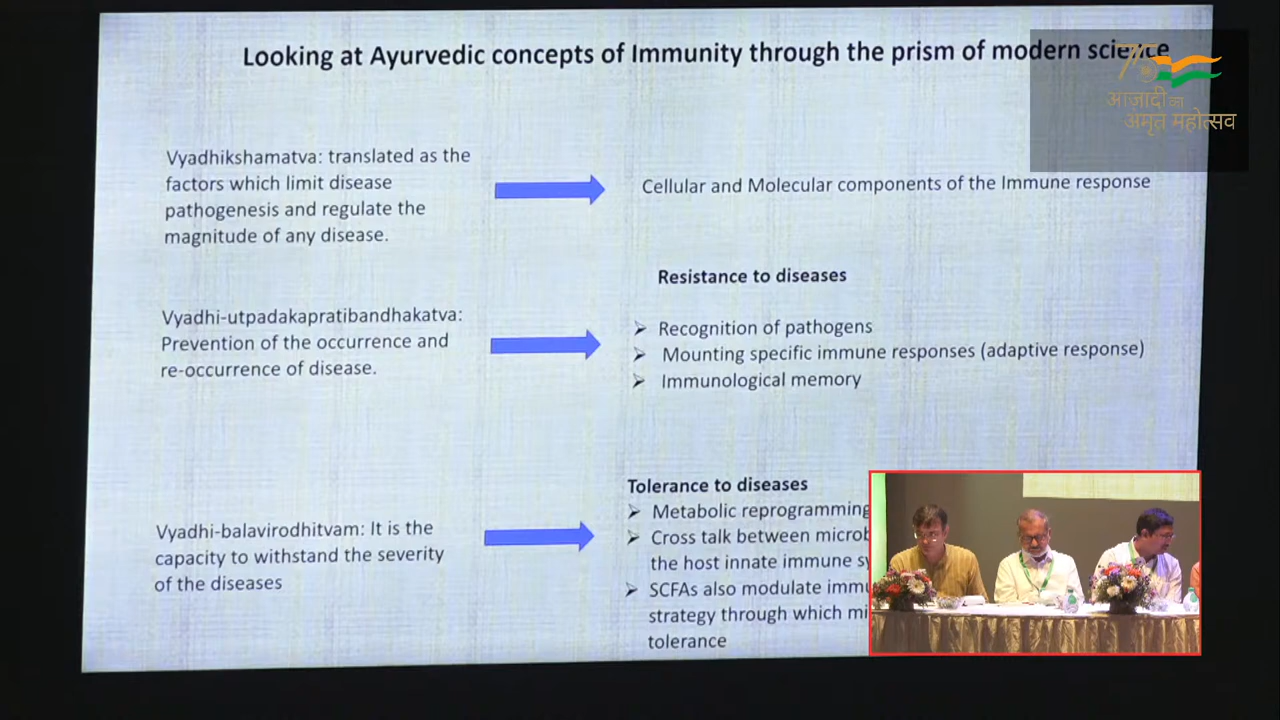 Looking at Ayurvedic concepts of Immunity through the prism of modern science
75
आज़ादी का
अमृत महोत्सव
Vyadhikshamatva: translated as the
factors which limit disease
pathogenesis and regulate the
magnitude of any disease.
Cellular and Molecular components of the Immune response
Resistance to diseases
Vyadhi-utpadakapratibandhakatva:
Prevention of the occurrence and
re-occurrence of disease.
➢ Recognition of pathogens
➢ Mounting specific immune responses (adaptive response)
➢ Immunological memory
Vyadhi-balavirodhitvam: It is the
capacity to withstand the severity
of the diseases
Tolerance to diseases
➢ Metabolic reprogramming
➢ Cross talk between
the host innate immune
➢ SCFAs also modulate
strategy through which
tolerance